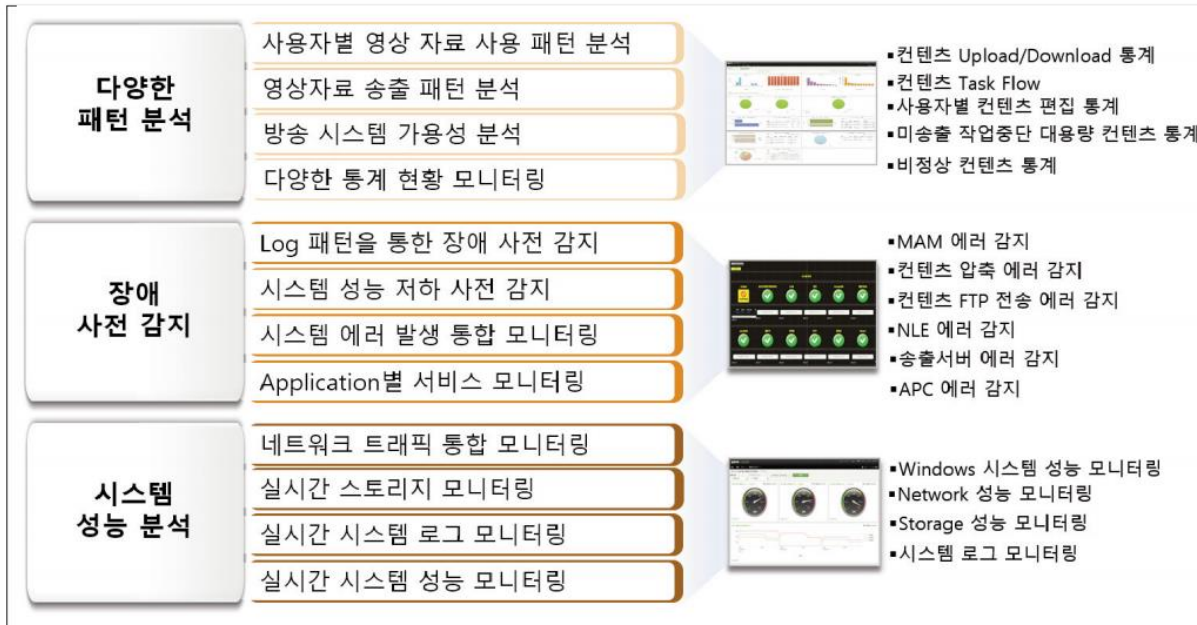 다양한
패턴 분석
사용자별 영상 자료 사용 패턴 분석
영상자료 송출 패턴 분석
방송 시스템 가용성 분석
다양한 통계 현황 모니터링
▪컨텐츠 Upload/Download 통계
▪컨텐츠 Task Flow
▪사용자별 컨텐츠 편집 통계
▪미송출 작업중단 대용량 컨텐츠 통계
▪비정상 컨텐츠 통계
장애
사전 감지
Log 패턴을 통한 장애 사전 감지
시스템 성능 저하 사전 감지
시스템 에러 발생 통합 모니터링
Application별 서비스 모니터링
▪MAM 에러 감지
▪컨텐츠 압축 에러 감지
▪컨텐츠 FTP 전송 에러 감지
▪NLE 에러 감지
▪송출서버 에러 감지
▪APC 에러 감지
시스템
성능 분석
네트워크 트래픽 통합 모니터링
실시간 스토리지 모니터링
실시간 시스템 로그 모니터링
실시간 시스템 성능 모니터링
▪Windows 시스템 성능 모니터링
▪Network 성능 모니터링
▪Storage 성능 모니터링
▪시스템 로그 모니터링